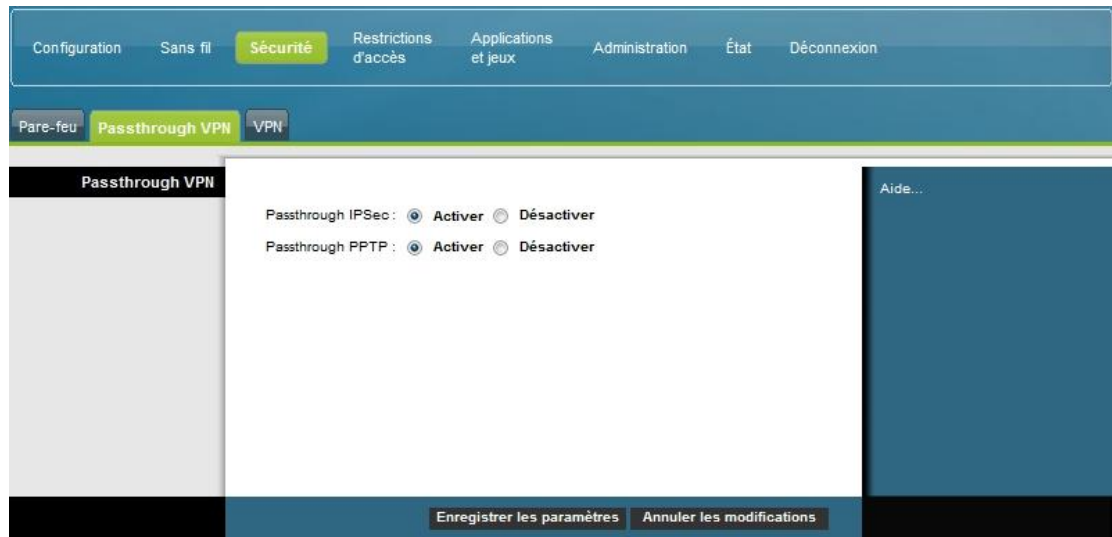 Configuration Sans fil Sécurité Restrictions d'accès Applications et jeux Administration État Déconnexion
Pare-feu Passthrough VPN VPN
Passthrough VPN
Aide...
Passthrough IPSec : Activer Désactiver
Passthrough PPTP : Activer Désactiver
Enregistrer les paramètres Annuler les modifications